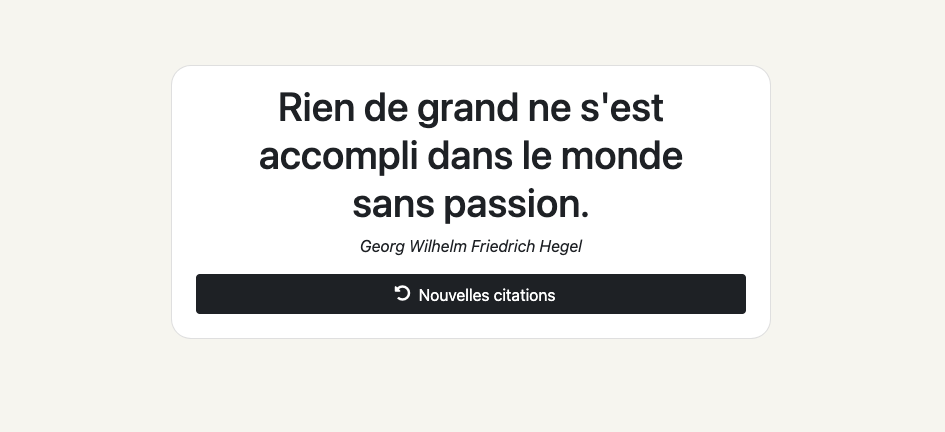 Rien de grand ne s'est
accompli dans le monde
sans passion.
Georg Wilhelm Friedrich Hegel
Nouvelles citations